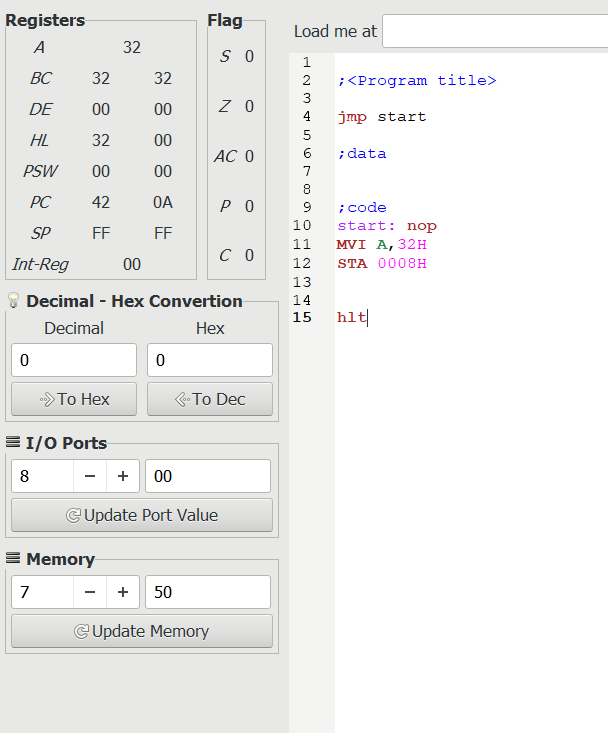 Registers
A 32
BC 32 32
DE 00 00
HL 32 00
PSW 00 00
PC 42 0A
SP FF FF
Int-Reg 00
Flag
S 0
Z 0
AC 0
P 0
C 0
Decimal - Hex Convertion
Decimal Hex
0 0
To Hex To Dec
I/O Ports
8 − + 00
Update Port Value
Memory
7 − + 50
Update Memory
Load me at
1
2 ;<Program title>
3
4 jmp start
5
6 ;data
7
8
9 ;code
10 start: nop
11 MVI A,32H
12 STA 0008H
13
14
15 hlt